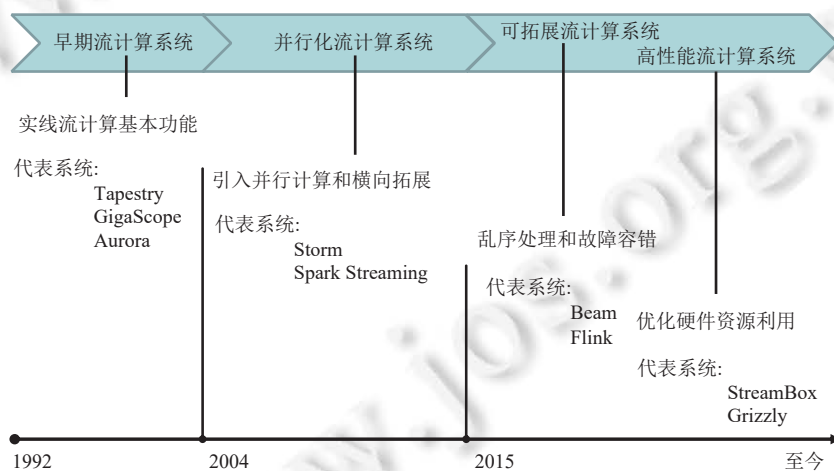 早期流计算系统
并行化流计算系统
可拓展流计算系统
高性能流计算系统
实线流计算基本功能
代表系统:
Tapestry
GigaScope
Aurora
引入并行计算和横向拓展
代表系统:
Storm
Spark Streaming
乱序处理和故障容错
代表系统:
Beam
Flink
优化硬件资源利用
代表系统:
StreamBox
Grizzly
1992
2004
2015
至今
www.jos.org.